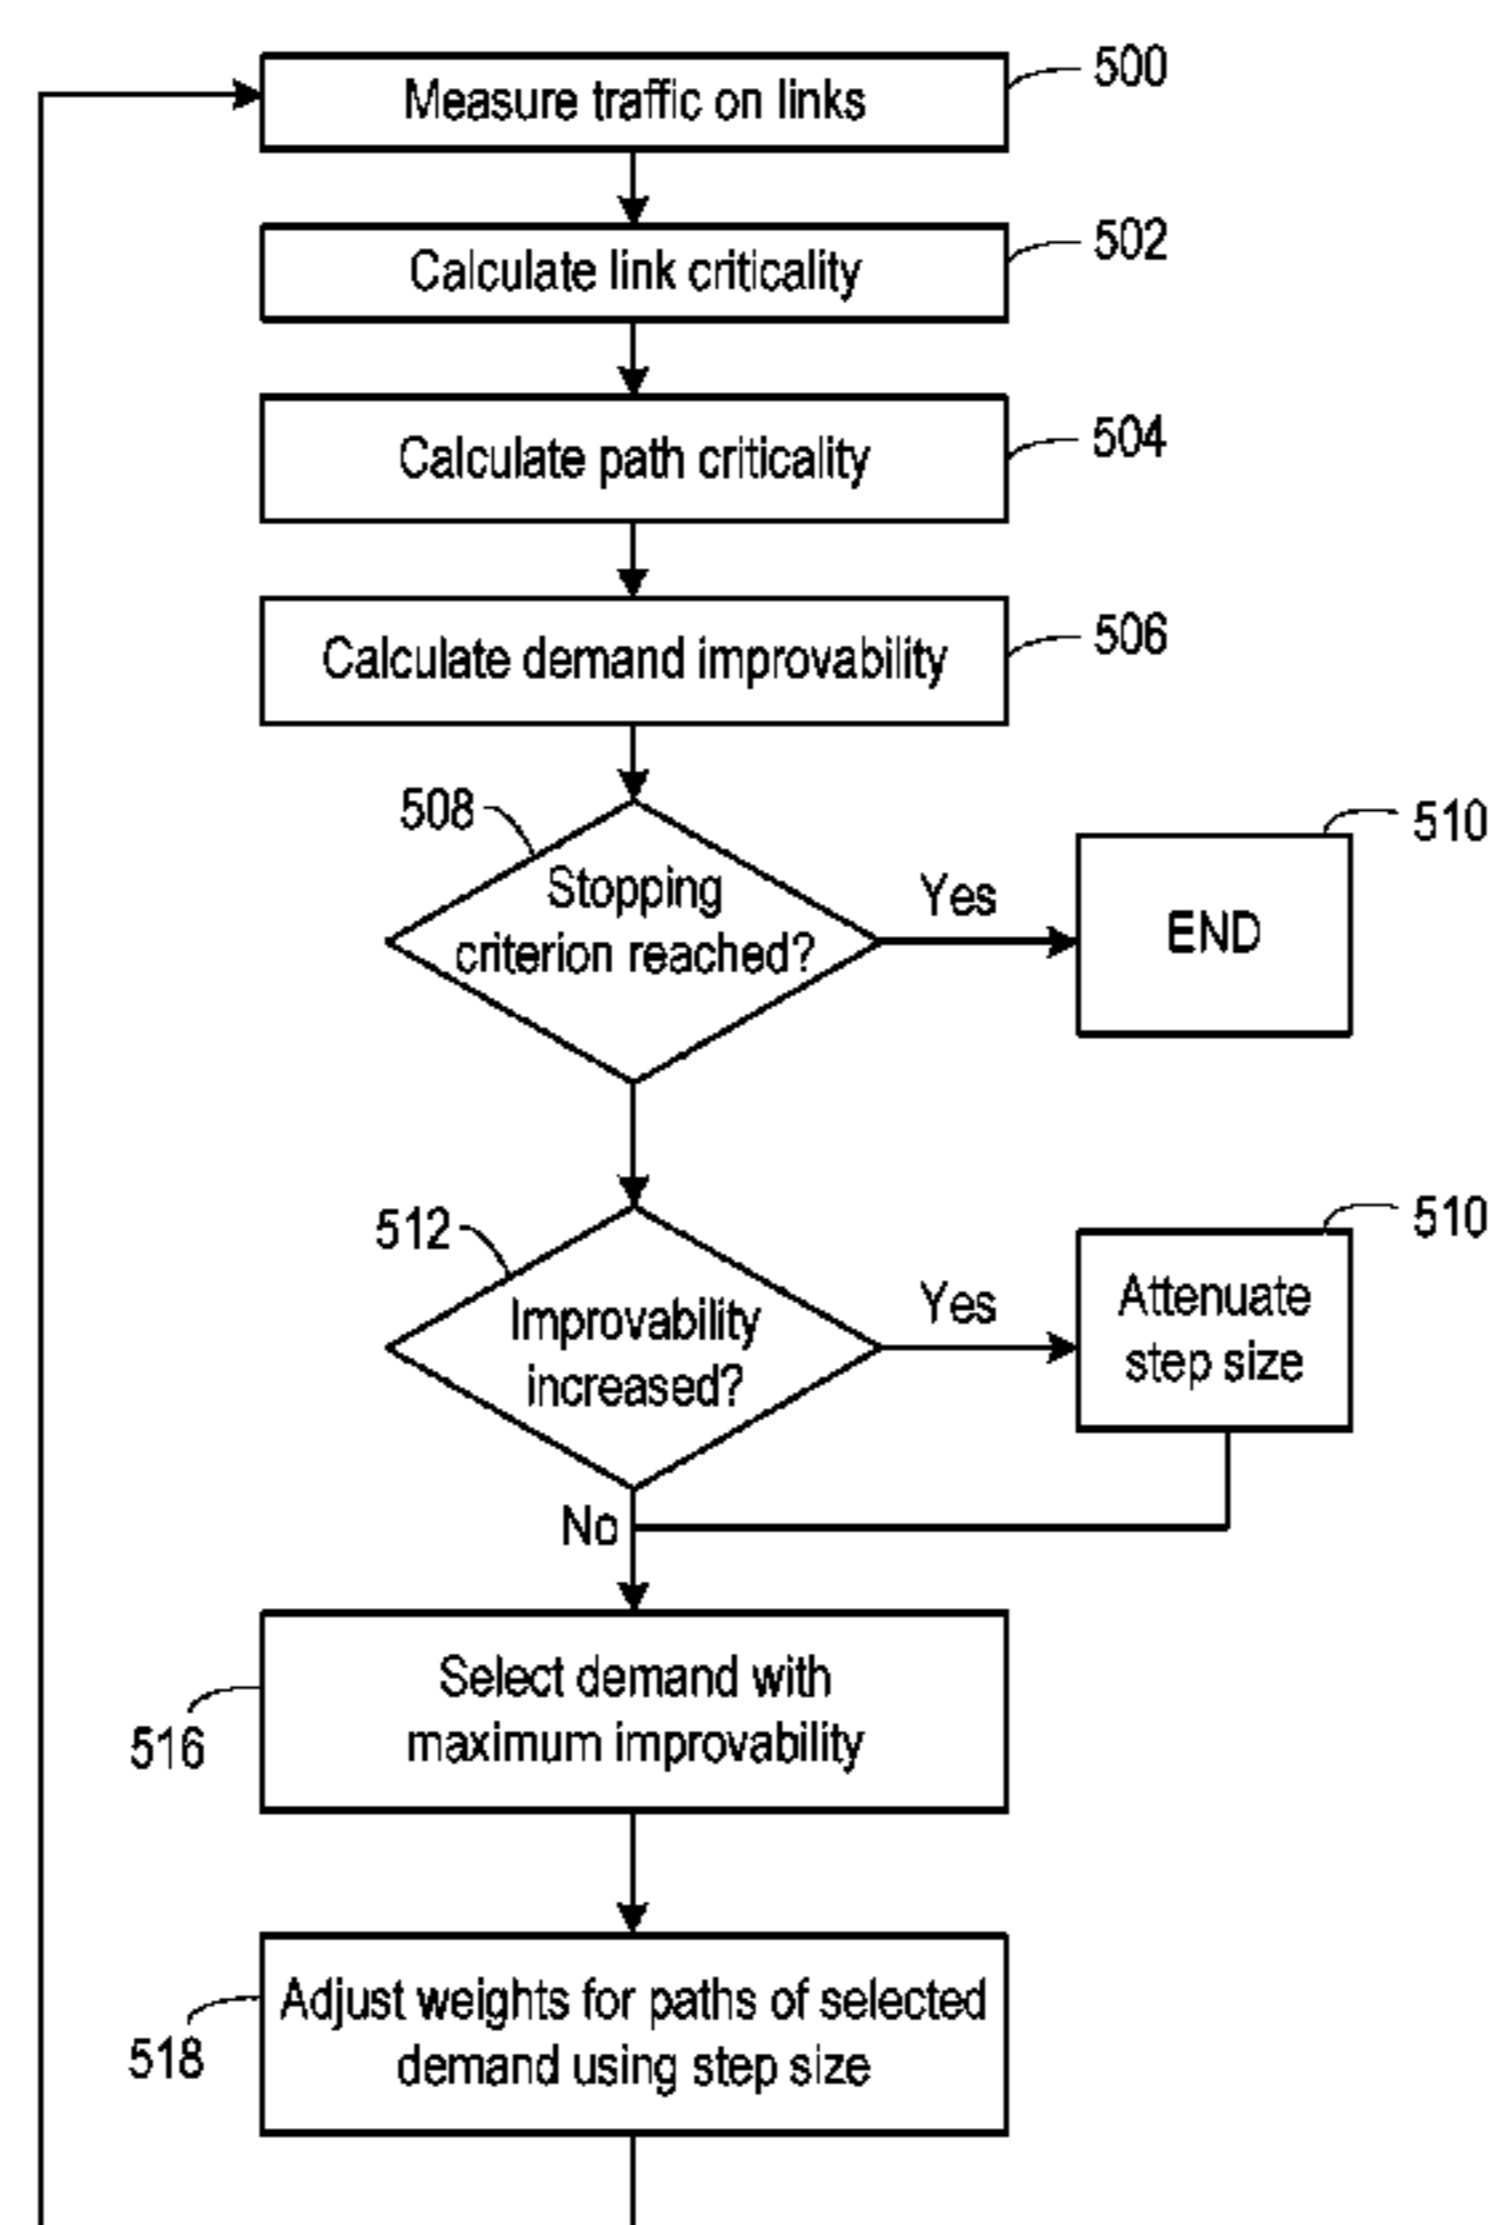 Measure traffic on links
500
Calculate link criticality
502
Calculate path criticality
504
Calculate demand improvability
506
508
Stopping
criterion reached?
Yes
END
510
512
Improvability
increased?
Yes
Attenuate
step size
510
No
Select demand with
maximum improvability
516
Adjust weights for paths of selected
demand using step size
518